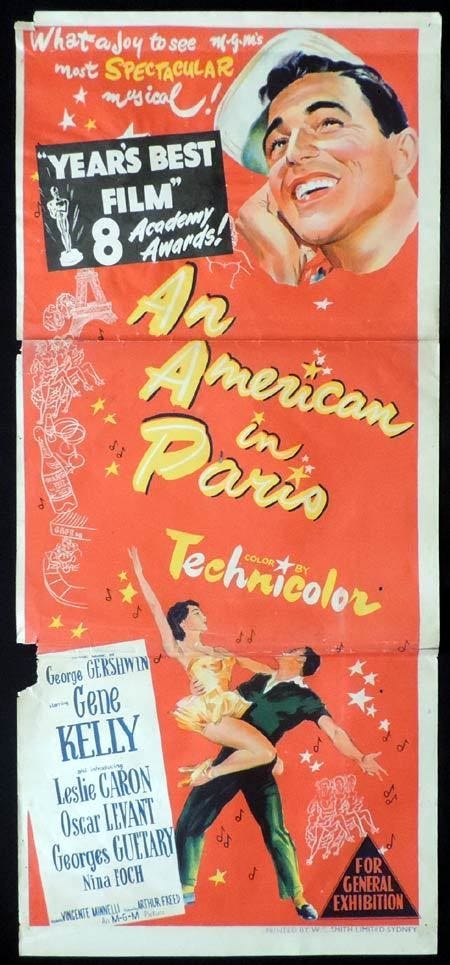 What a joy to see M-G-M's
most SPECTACULAR
musical!
"YEAR'S BEST
FILM"
8 Academy
Awards!
An
American
in
Paris
COLOR BY
Technicolor
George GERSHWIN
starring
Gene
KELLY
and introducing
Leslie CARON
Oscar LEVANT
Georges GUETARY
Nina FOCH
VINCENTE MINNELLI
ARTHUR FREED
An M-G-M Picture
FOR
GENERAL
EXHIBITION
PRINTED BY W. E. SMITH LIMITED SYDNEY